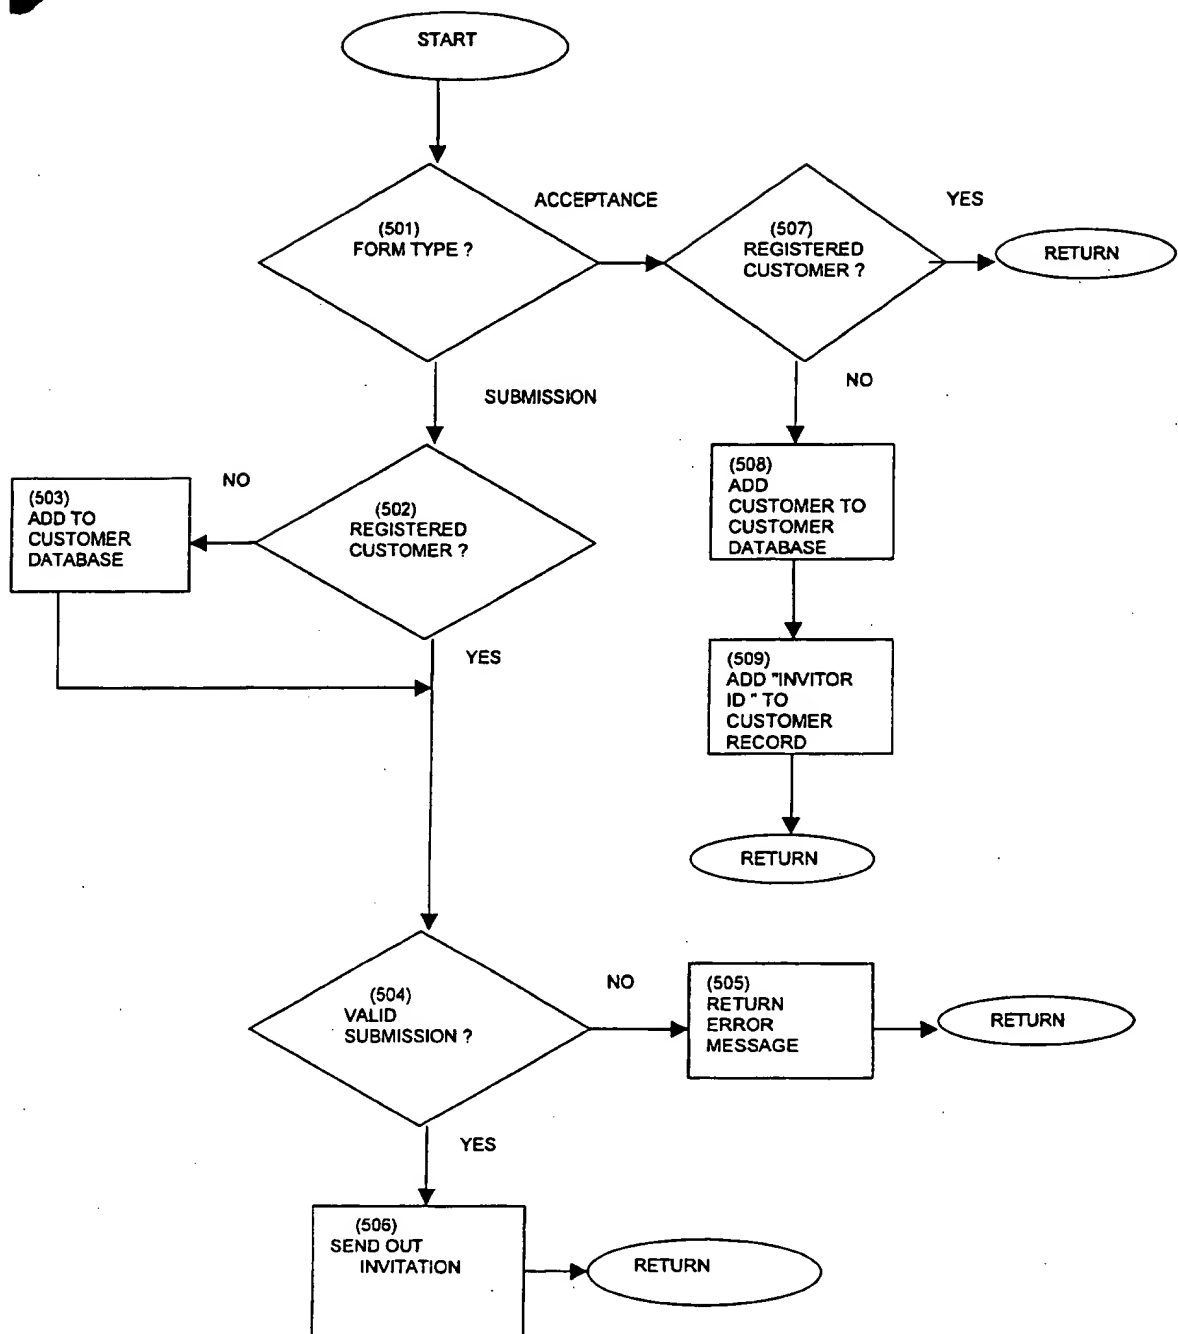 START
ACCEPTANCE
YES
(501)
FORM TYPE ?
(507)
REGISTERED
CUSTOMER ?
RETURN
NO
SUBMISSION
NO
(503)
ADD TO
CUSTOMER
DATABASE
(502)
REGISTERED
CUSTOMER ?
(508)
ADD
CUSTOMER TO
CUSTOMER
DATABASE
YES
(509)
ADD "INVITOR
ID " TO
CUSTOMER
RECORD
RETURN
(504)
VALID
SUBMISSION ?
NO
(505)
RETURN
ERROR
MESSAGE
RETURN
YES
(506)
SEND OUT
INVITATION
RETURN